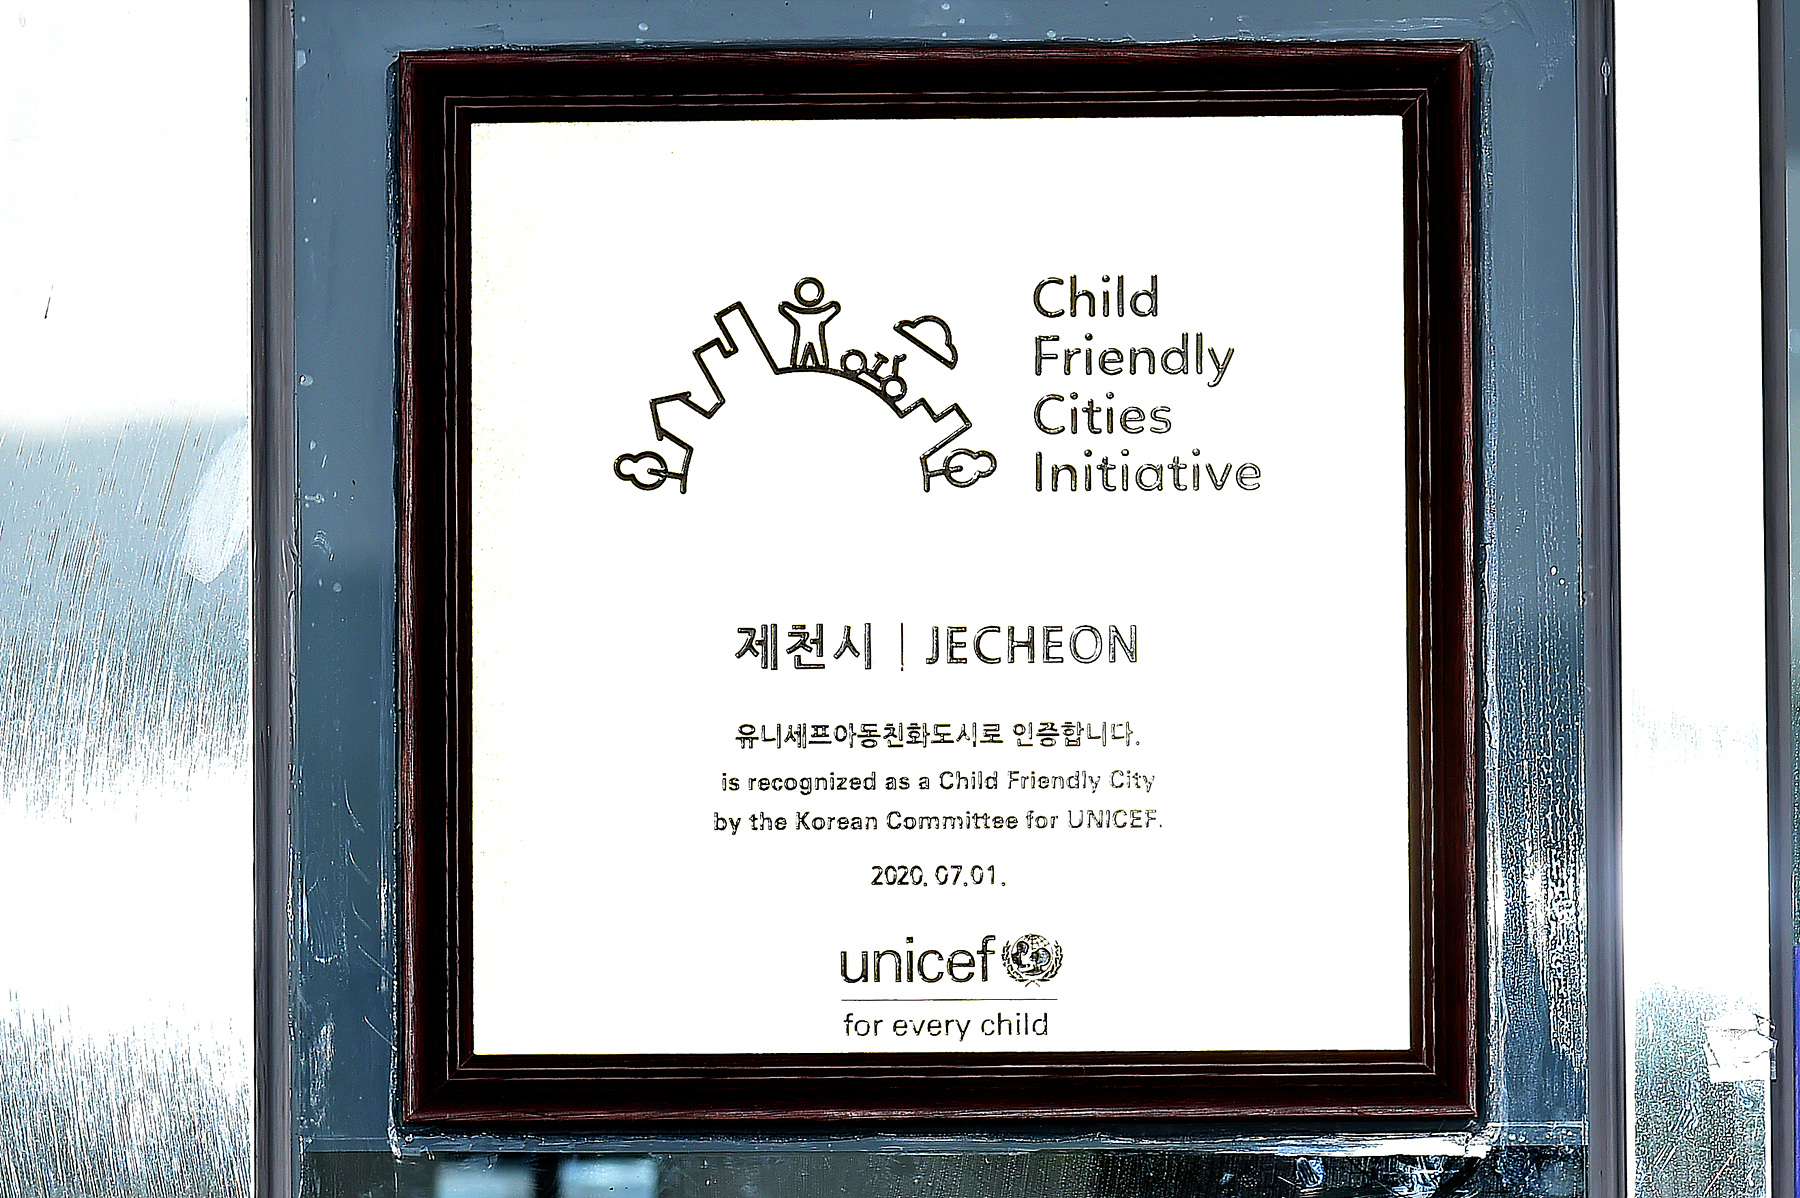 Child
Friendly
Cities
Initiative
제천시 | JECHEON
유니세프아동친화도시로 인증합니다.
is recognized as a Child Friendly City
by the Korean Committee for UNICEF.
2020. 07.01.
unicef
for every child